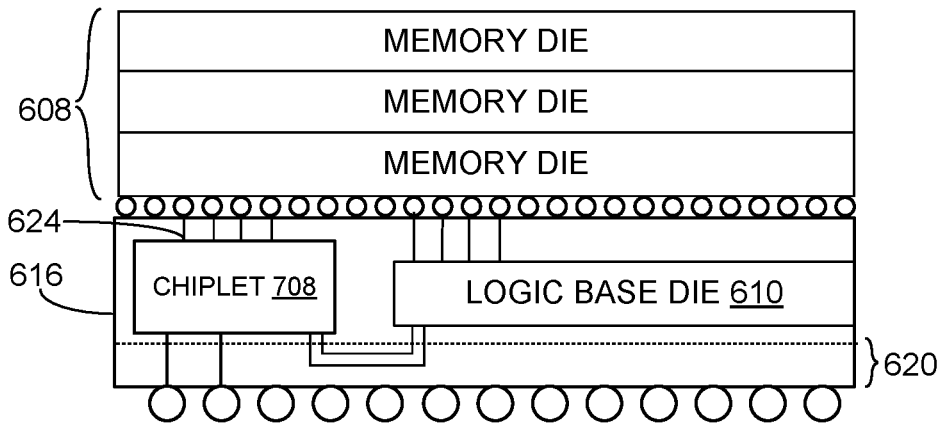 MEMORY DIE
608
MEMORY DIE
MEMORY DIE
624
616
CHIPLET 708
LOGIC BASE DIE 610
620